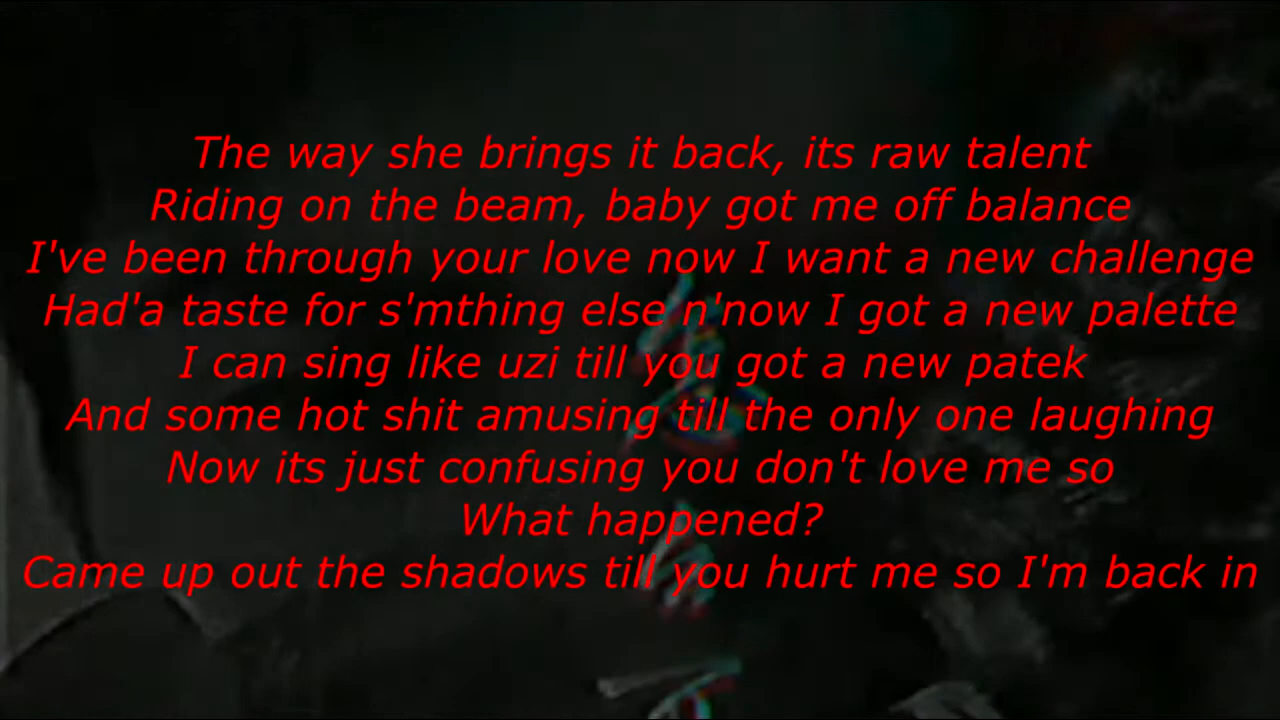 The way she brings it back, its raw talent
Riding on the beam, baby got me off balance
I've been through your love now I want a new challenge
Had'a taste for s'mthing else n'now I got a new palette
I can sing like uzi till you got a new patek
And some hot shit amusing till the only one laughing
Now its just confusing you don't love me so
What happened?
Came up out the shadows till you hurt me so I'm back in